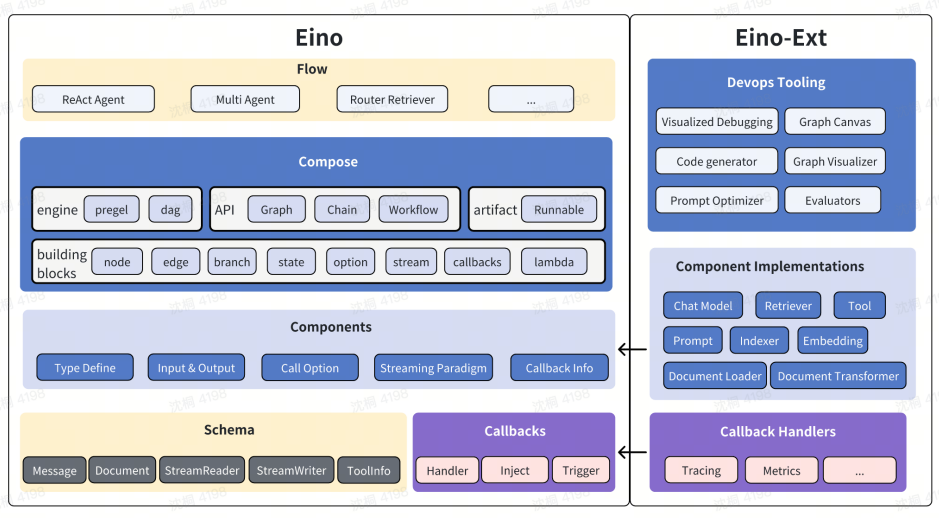 Eino
Flow
ReAct Agent
Multi Agent
Router Retriever
...
Compose
engine
pregel
dag
API
Graph
Chain
Workflow
artifact
Runnable
building
blocks
node
edge
branch
state
option
stream
callbacks
lambda
Components
Type Define
Input & Output
Call Option
Streaming Paradigm
Callback Info
Schema
Message
Document
StreamReader
StreamWriter
ToolInfo
Callbacks
Handler
Inject
Trigger
Eino-Ext
Devops Tooling
Visualized Debugging
Graph Canvas
Code generator
Graph Visualizer
Prompt Optimizer
Evaluators
Component Implementations
Chat Model
Retriever
Tool
Prompt
Indexer
Embedding
Document Loader
Document Transformer
Callback Handlers
Tracing
Metrics
...